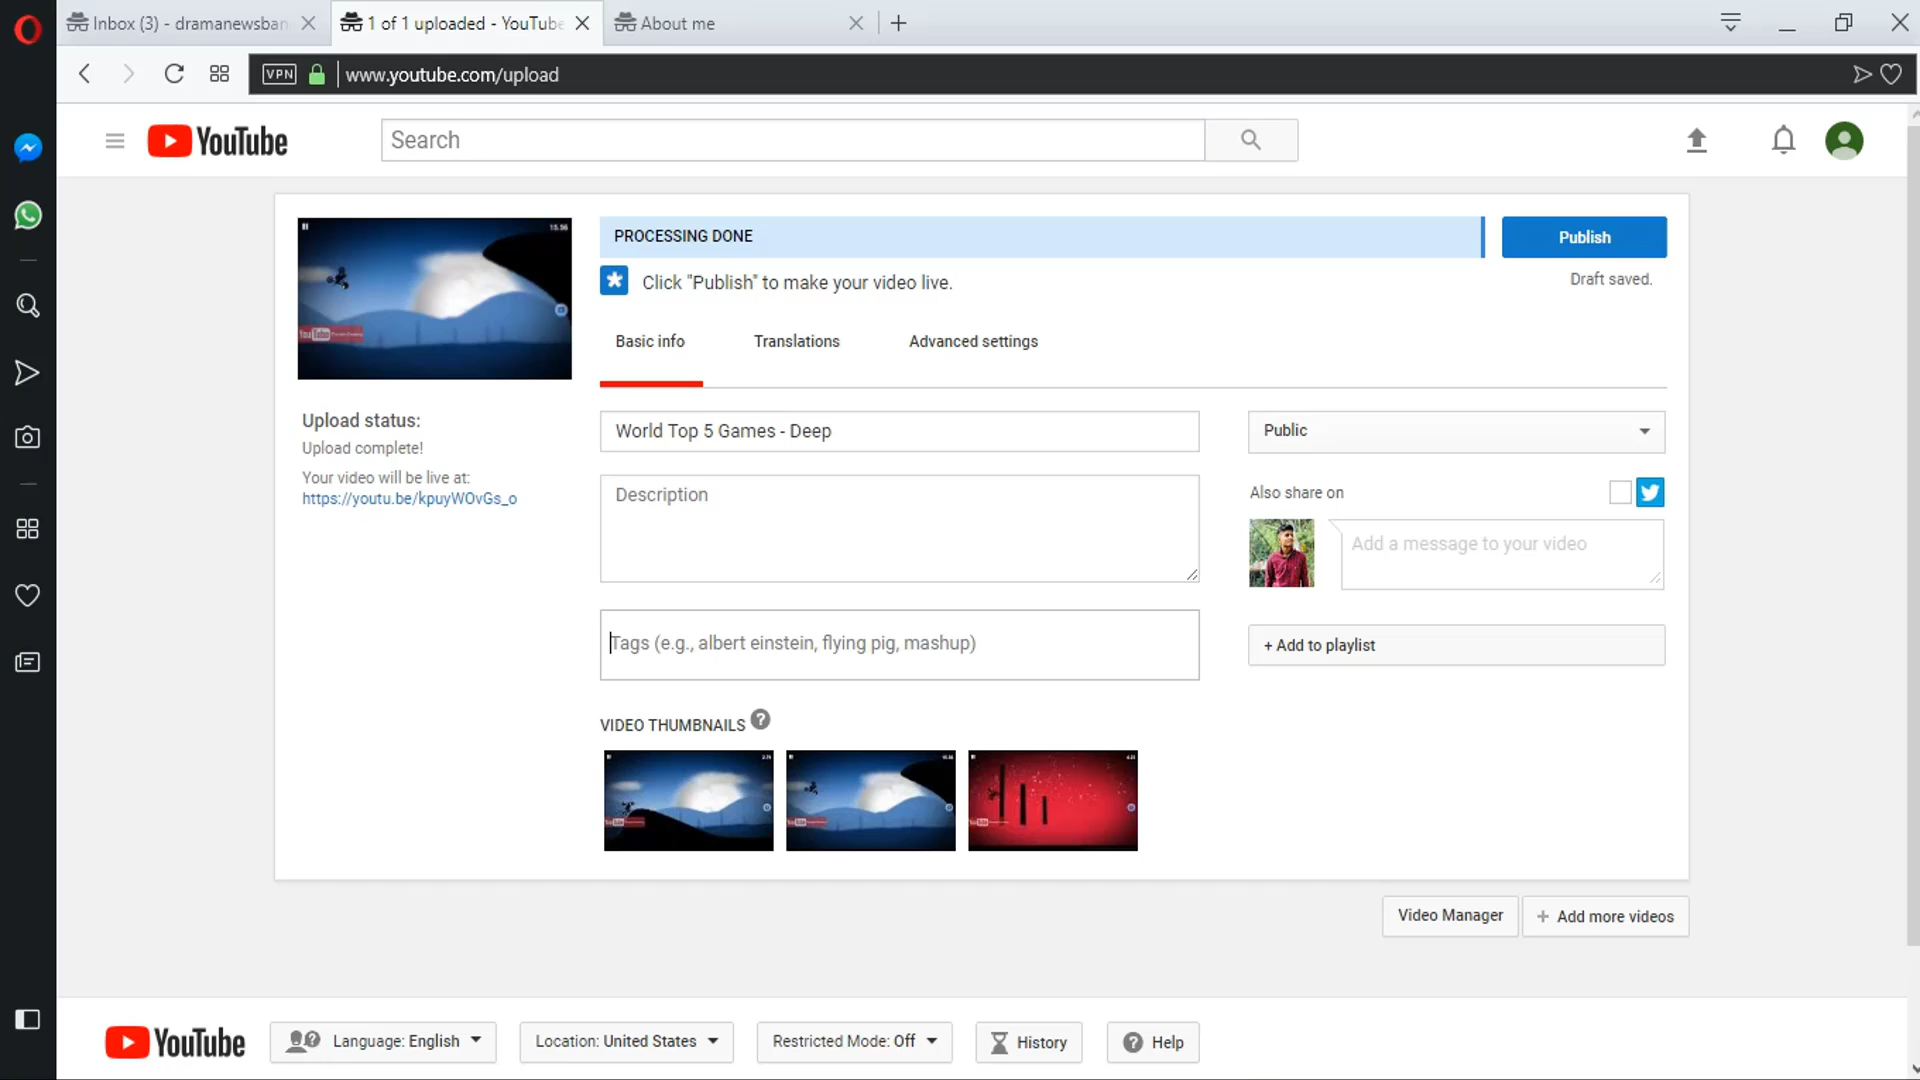 Inbox (3) - dramanewsban
1 of 1 uploaded - YouTube
About me
VPN
www.youtube.com/upload
YouTube
Search
15.56
YouTube
PROCESSING DONE
Publish
Click "Publish" to make your video live.
Draft saved.
Basic info
Translations
Advanced settings
Upload status:
Upload complete!
Your video will be live at:
https://youtu.be/kpuyWOvGs_o
World Top 5 Games - Deep
Public
Description
Also share on
Add a message to your video
Tags (e.g., albert einstein, flying pig, mashup)
+ Add to playlist
VIDEO THUMBNAILS ?
Video Manager
+ Add more videos
YouTube
Language: English
Location: United States
Restricted Mode: Off
History
? Help